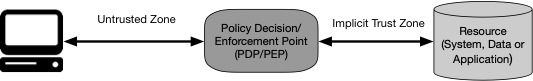 Untrusted Zone
Policy Decision/
Enforcement Point
(PDP/PEP)
Implicit Trust Zone
Resource
(System, Data or
Application)